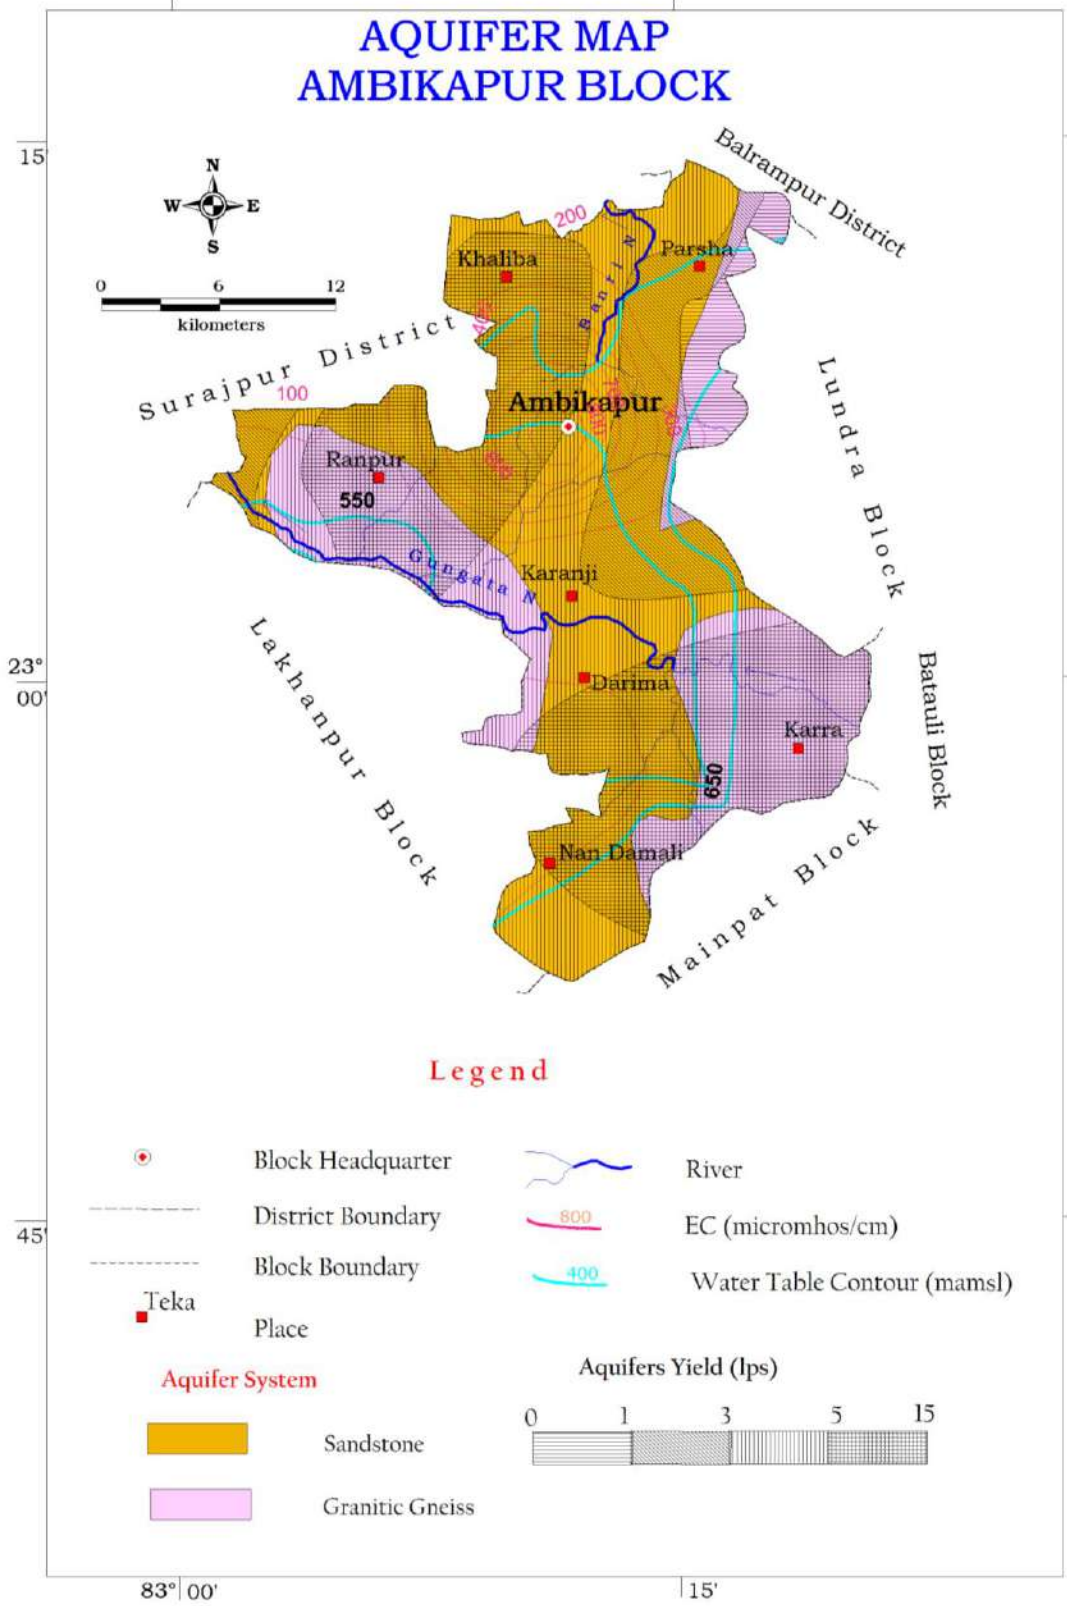 AQUIFER MAP
AMBIKAPUR BLOCK
15'
N
W E
S
0 6 12
kilometers
Balrampur District
200
Khaliba
Banri N
Parsha
400
Surajpur District
100
Ambikapur
Lundra Block
Ranpur
550
Gungata N
Karanji
23°
00'
Lakhanpur Block
Darima
Batauli Block
Karra
650
Nan Damali
Mainpat Block
Legend
Block Headquarter
River
District Boundary
800
EC (micromhos/cm)
45'
Block Boundary
400
Water Table Contour (mamsl)
Teka
Place
Aquifer System
Aquifers Yield (lps)
0 1 3 5 15
Sandstone
Granitic Gneiss
83° 00' 15'